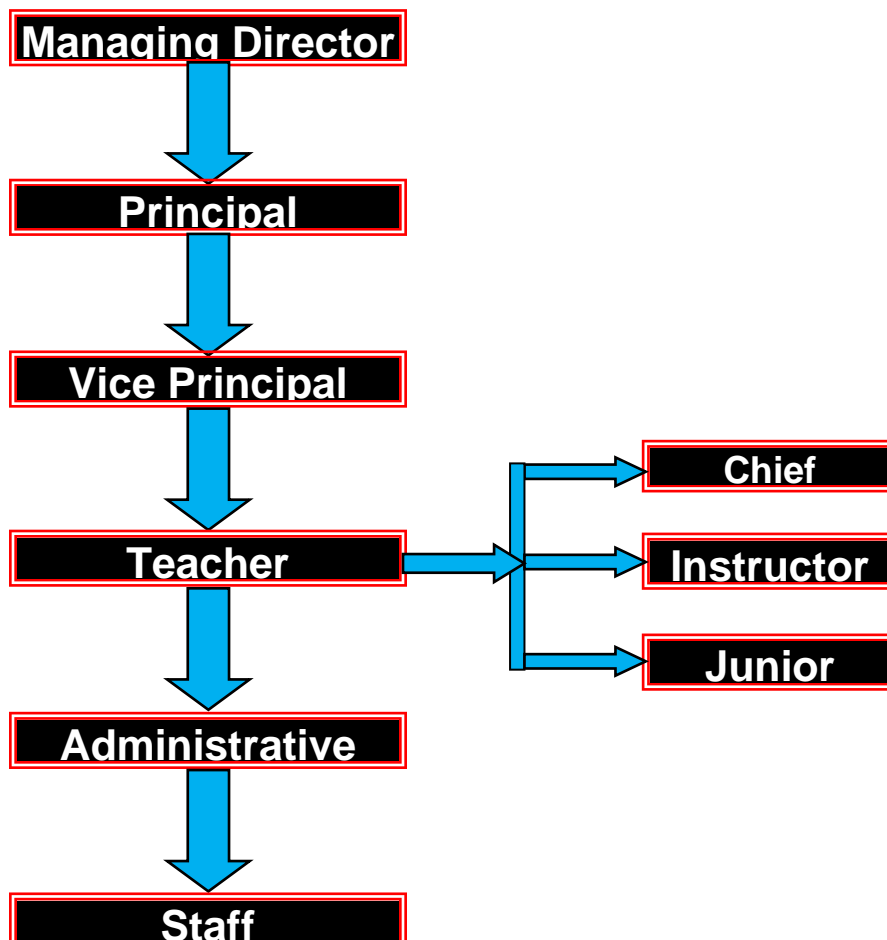 Managing Director
Principal
Vice Principal
Teacher
Chief
Instructor
Junior
Administrative
Staff